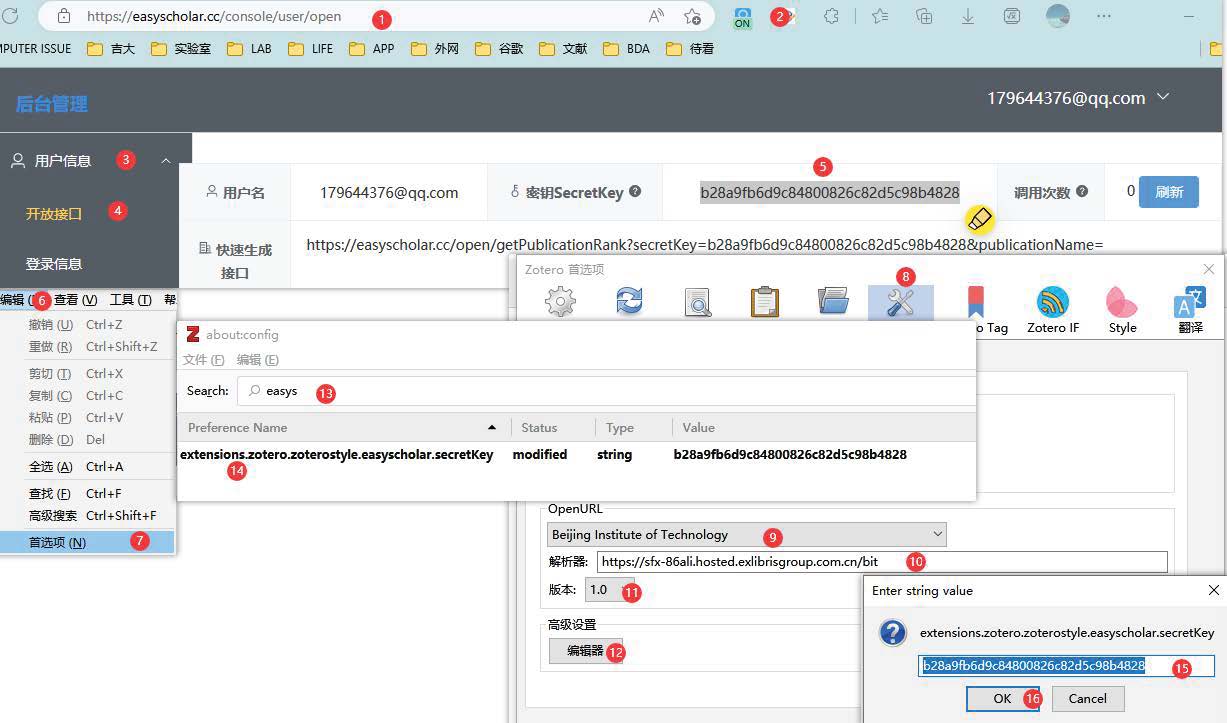 https://easyscholar.cc/console/user/open
1
ON
2
MPUTER ISSUE 吉大 实验室 LAB LIFE APP 外网 谷歌 文献 BDA 待看
后台管理
179644376@qq.com
用户信息 3
开放接口 4
登录信息
5
用户名 179644376@qq.com 密钥SecretKey b28a9fb6d9c84800826c82d5c98b4828 调用次数 0 刷新
快速生成接口 https://easyscholar.cc/open/getPublicationRank?secretKey=b28a9fb6d9c84800826c82d5c98b4828&publicationName=
编辑 ( 6 查看 (V) 工具 (T) 帮
撤销 (U) Ctrl+Z
重做 (R) Ctrl+Shift+Z
剪切 (T) Ctrl+X
复制 (C) Ctrl+C
粘贴 (P) Ctrl+V
删除 (D) Del
全选 (A) Ctrl+A
查找 (F) Ctrl+F
高级搜索 Ctrl+Shift+F
首选项 (N) 7
Zotero 首选项
8
o Tag Zotero IF Style 翻译
about:config
文件 (F) 编辑 (E)
Search: easys 13
Preference Name Status Type Value
extensions.zotero.zoterostyle.easyscholar.secretKey modified string b28a9fb6d9c84800826c82d5c98b4828
14
OpenURL
Beijing Institute of Technology 9
解析器: https://sfx-86ali.hosted.exlibrisgroup.com.cn/bit 10
版本: 1.0 11
高级设置
编辑器 12
Enter string value
extensions.zotero.zoterostyle.easyscholar.secretKey
b28a9fb6d9c84800826c82d5c98b4828 15
OK 16 Cancel